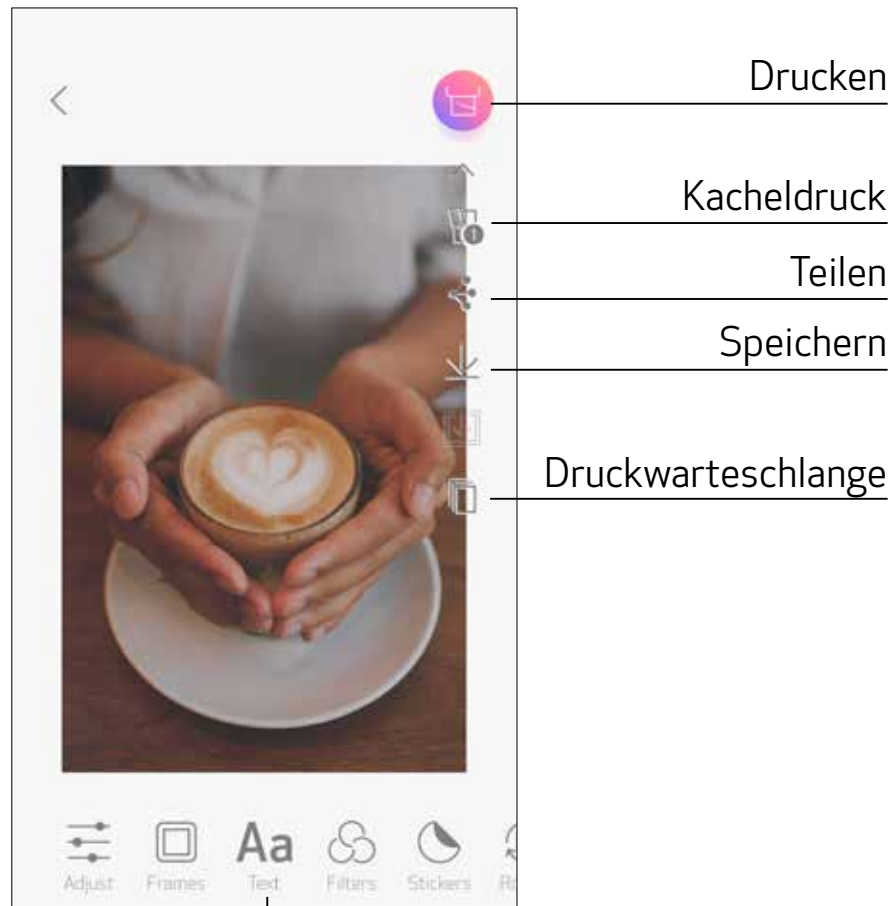 Drucken
Kacheldruck
Teilen
Speichern
Druckwarteschlange
Aa
Adjust Frames Text Filters Stickers